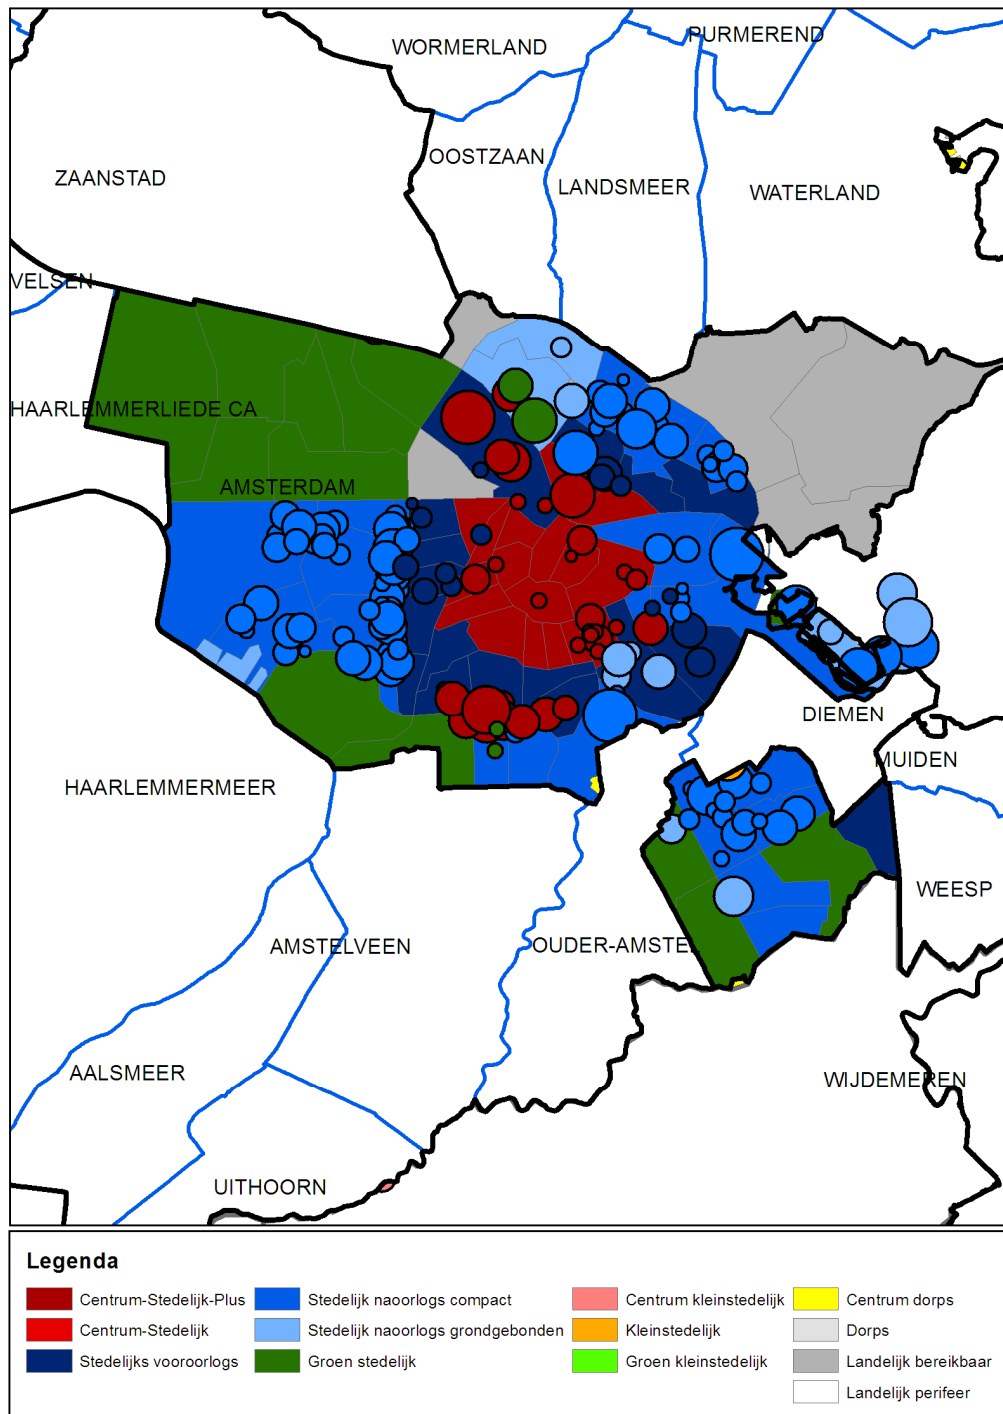 PURMEREND
WORMERLAND
OOSTZAAN
ZAANSTAD
LANDSMEER
WATERLAND
VELSEN
HAARLEMMERLIEDE CA
AMSTERDAM
DIEMEN
MUIDEN
HAARLEMMERMEER
WEESP
AMSTELVEEN
OUDER-AMSTEL
AALSMEER
WIJDEMEREN
UITHOORN
Legenda
Centrum-Stedelijk-Plus
Centrum-Stedelijk
Stedelijks vooroorlogs
Stedelijk naoorlogs compact
Stedelijk naoorlogs grondgebonden
Groen stedelijk
Centrum kleinstedelijk
Kleinstedelijk
Groen kleinstedelijk
Centrum dorps
Dorps
Landelijk bereikbaar
Landelijk perifeer